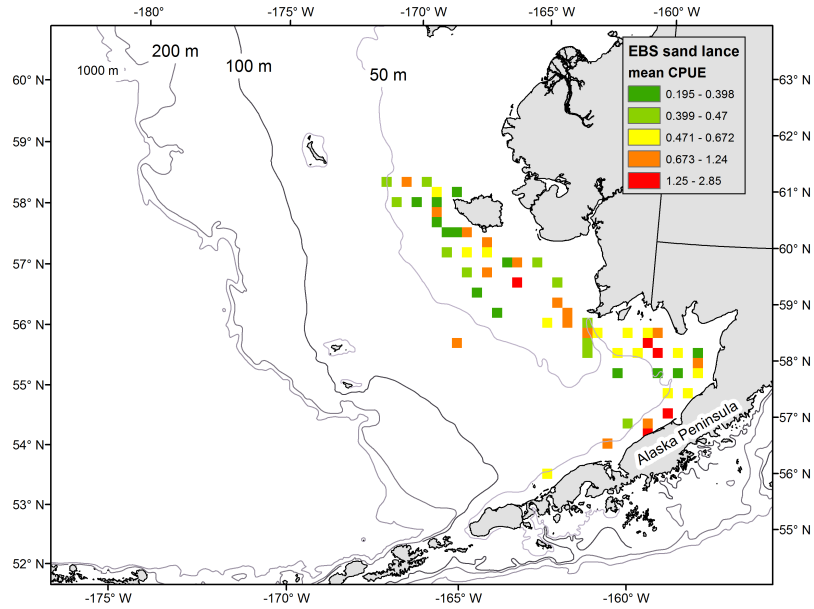 -180° -175° W -170° W -165° W -160° W
200 m
1000 m
100 m
50 m
EBS sand lance
mean CPUE
0.195 - 0.398
0.399 - 0.47
0.471 - 0.672
0.673 - 1.24
1.25 - 2.85
60° N
59° N
58° N
57° N
56° N
55° N
54° N
53° N
52° N
63° N
62° N
61° N
60° N
59° N
58° N
57° N
56° N
55° N
Alaska Peninsula
-175° W -170° W -165° W -160° W